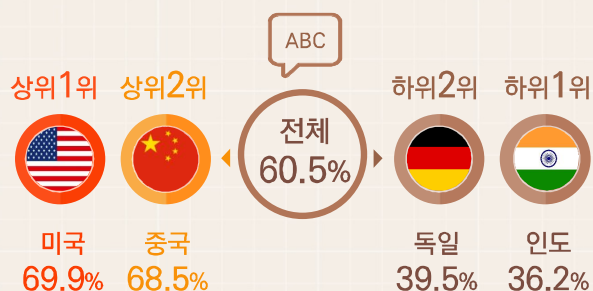 ABC
상위1위
상위2위
전체
60.5%
하위2위
하위1위
미국
69.9%
중국
68.5%
독일
39.5%
인도
36.2%